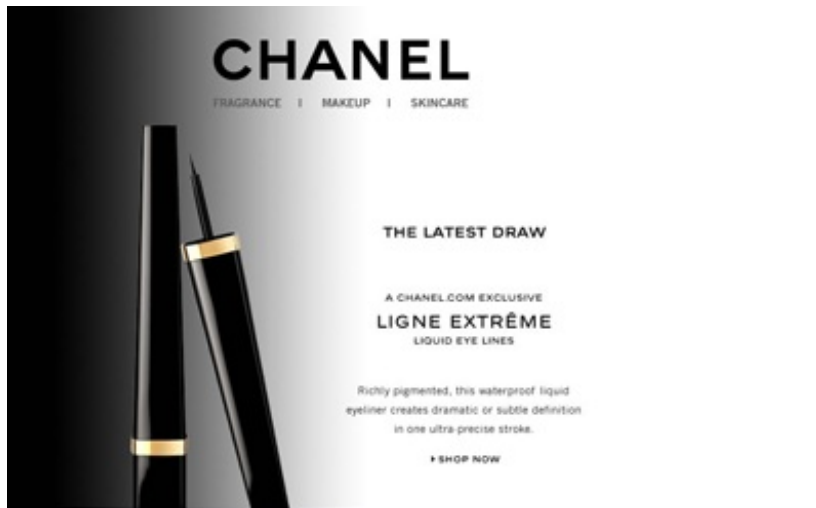 CHANEL
FRAGRANCE I MAKEUP I SKINCARE
THE LATEST DRAW
A CHANEL.COM EXCLUSIVE
LIGNE EXTRÊME
LIQUID EYE LINES
Richly pigmented, this waterproof liquid
eyeliner creates dramatic or subtle definition
in one ultra-precise stroke.
SHOP NOW